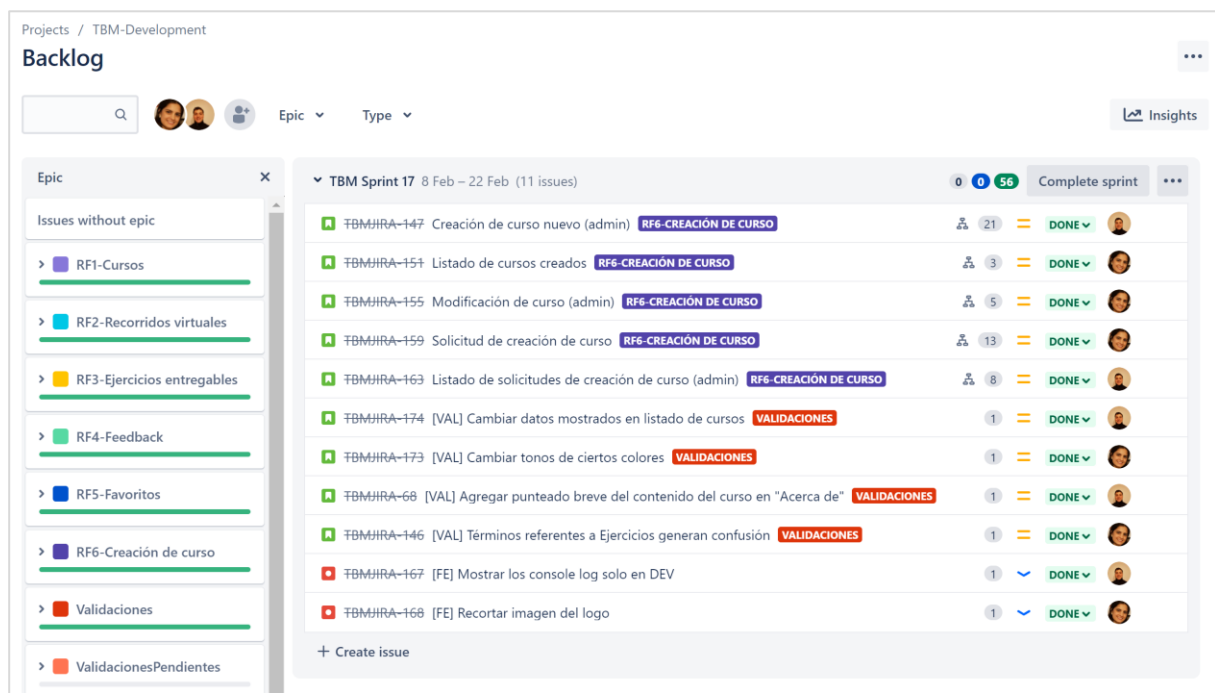 Projects / TBM-Development
Backlog
Epic Type Insights
Epic
Issues without epic
RF1-Cursos
RF2-Recorridos virtuales
RF3-Ejercicios entregables
RF4-Feedback
RF5-Favoritos
RF6-Creación de curso
Validaciones
ValidacionesPendientes
TBM Sprint 17 8 Feb – 22 Feb (11 issues) 0 0 56 Complete sprint
TBMJIRA-147 Creación de curso nuevo (admin) RF6-CREACIÓN DE CURSO 21 DONE
TBMJIRA-151 Listado de cursos creados RF6-CREACIÓN DE CURSO 3 DONE
TBMJIRA-155 Modificación de curso (admin) RF6-CREACIÓN DE CURSO 5 DONE
TBMJIRA-159 Solicitud de creación de curso RF6-CREACIÓN DE CURSO 13 DONE
TBMJIRA-163 Listado de solicitudes de creación de curso (admin) RF6-CREACIÓN DE CURSO 8 DONE
TBMJIRA-174 [VAL] Cambiar datos mostrados en listado de cursos VALIDACIONES 1 DONE
TBMJIRA-173 [VAL] Cambiar tonos de ciertos colores VALIDACIONES 1 DONE
TBMJIRA-68 [VAL] Agregar punteado breve del contenido del curso en "Acerca de" VALIDACIONES 1 DONE
TBMJIRA-146 [VAL] Términos referentes a Ejercicios generan confusión VALIDACIONES 1 DONE
TBMJIRA-167 [FE] Mostrar los console log solo en DEV 1 DONE
TBMJIRA-168 [FE] Recortar imagen del logo 1 DONE
+ Create issue